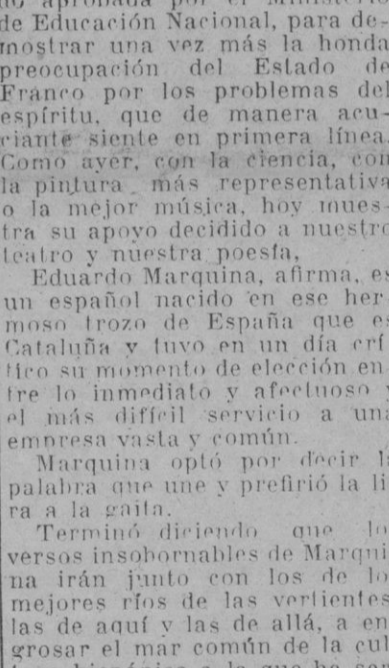 do aprobada por el Ministerio
de Educación Nacional, para de-
mostrar una vez más la honda
preocupación del Estado de
Franco por los problemas del
espíritu, que de manera acu-
ciante siente en primera línea.
Como ayer, con la ciencia, con
la pintura más representativa
o la mejor música, hoy mues-
tra su apoyo decidido a nuestro
teatro y nuestra poesía,
Eduardo Marquina, afirma, es
un español nacido en ese her
moso trozo de España que es
Cataluña y tuvo en un día crí
tico su momento de elección en
tre lo inmediato y afectuoso y
el más difícil servicio a una
empresa vasta y común.
Marquina optó por decir la
palabra que une y prefirió la li
ra a la gaita.
Terminó diciendo que lo
versos insobornables de Marqui
na irán junto con los de lo
mejores ríos de las vertientes
las de aquí y las de allá, a en
grosar el mar común de la cul